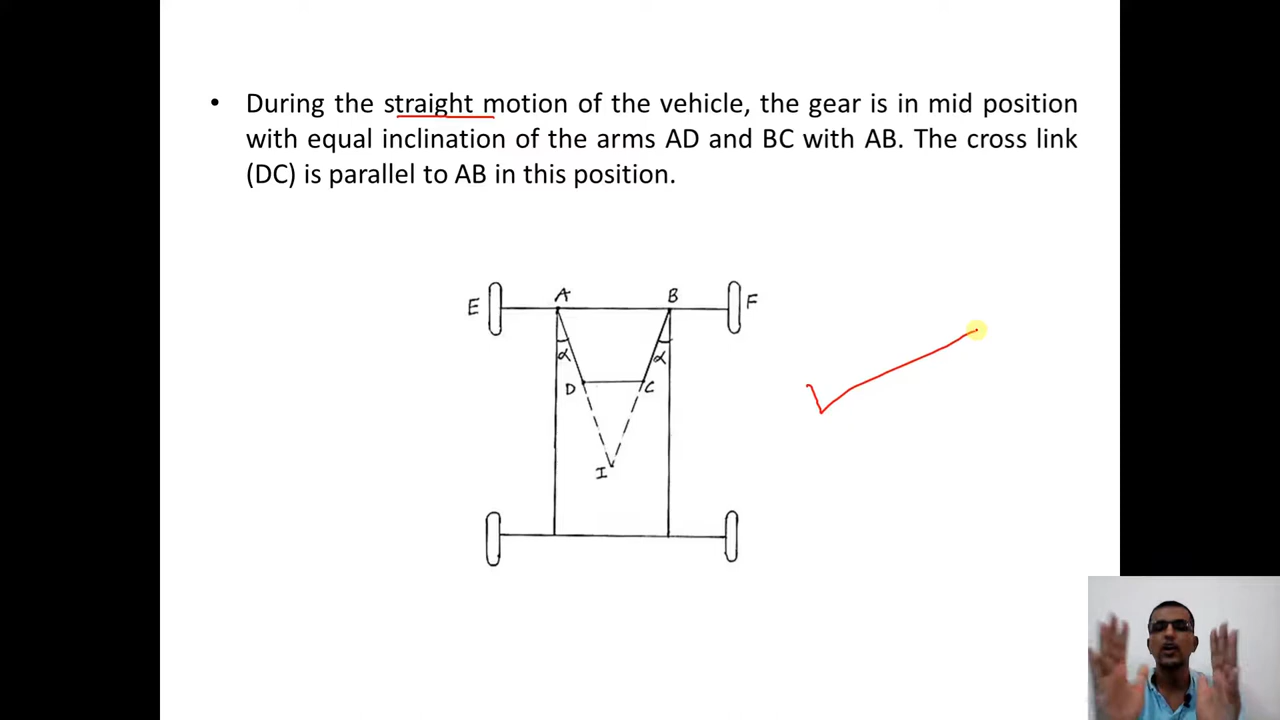 • During the straight motion of the vehicle, the gear is in mid position
with equal inclination of the arms AD and BC with AB. The cross link
(DC) is parallel to AB in this position.
E A B F
α α
D C
I